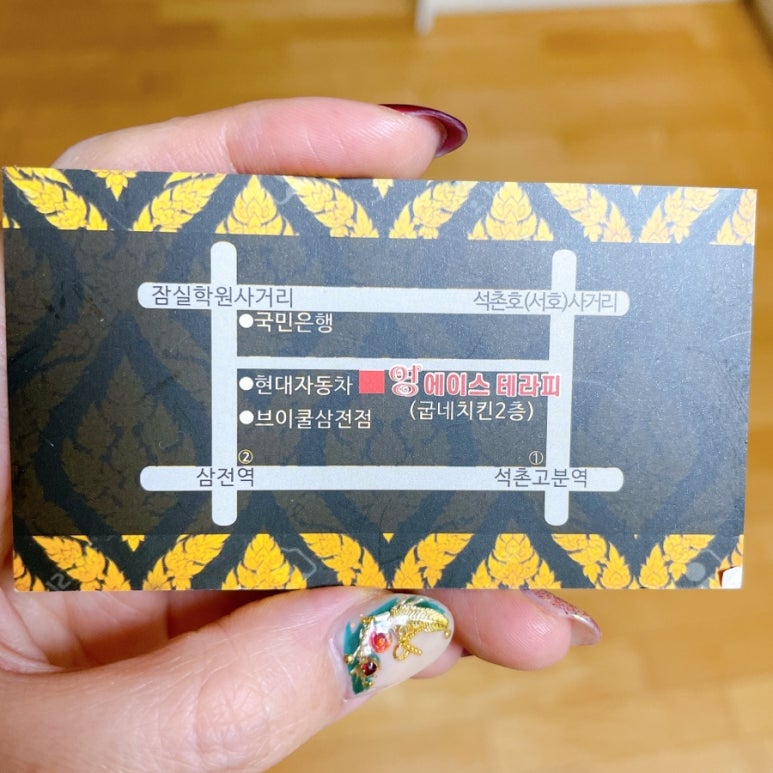 잠실학원사거리 석촌호(서호)사거리
●국민은행
●현대자동차 영 에이스 테라피
●브이쿨삼전점 (굽네치킨2층)
② ①
삼전역 석촌고분역